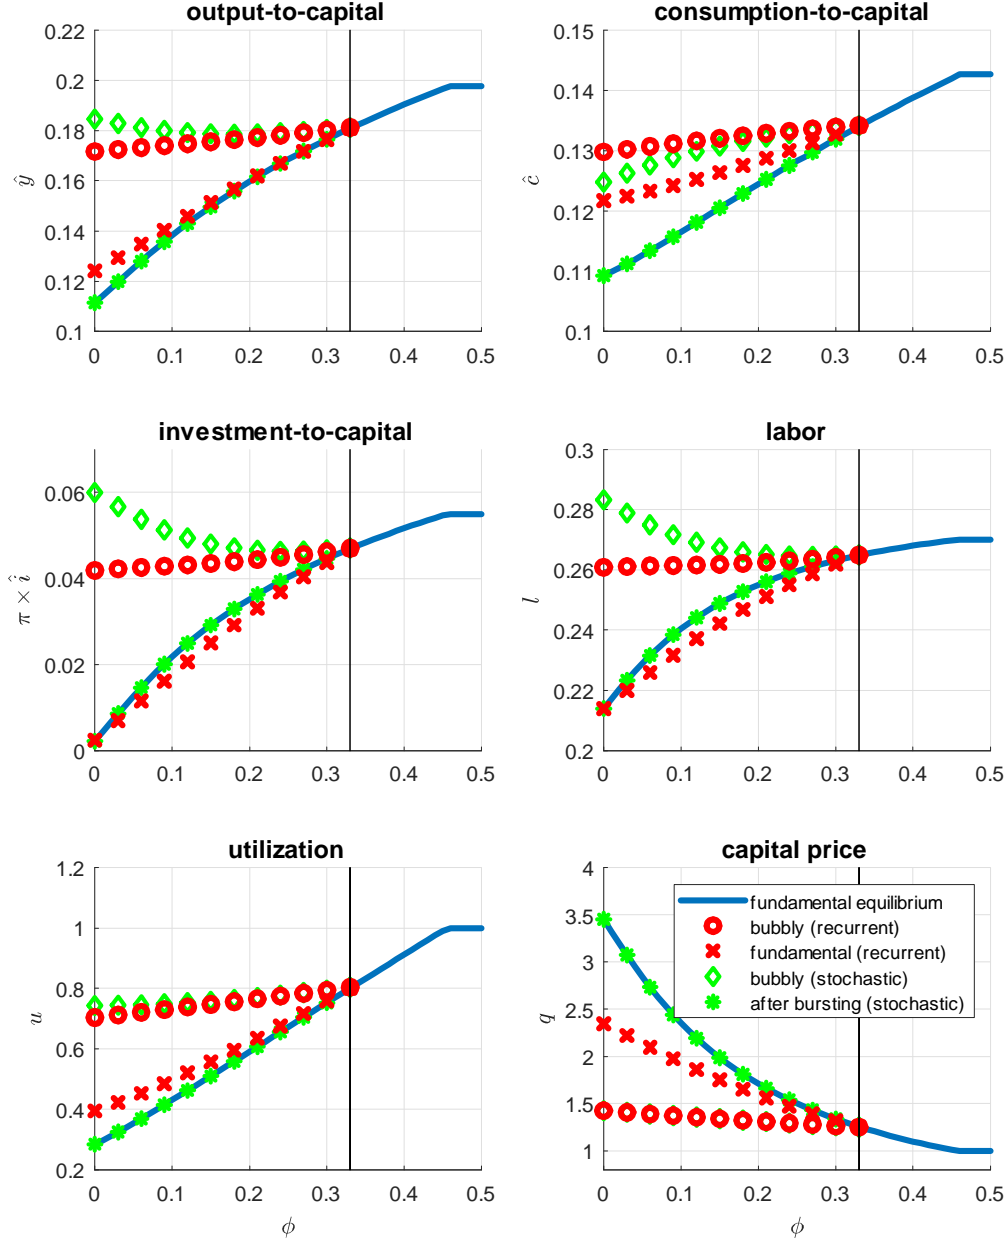 output-to-capital
0.22
0.2
0.18
0.16
0.14
0.12
0.1
ŷ
0 0.1 0.2 0.3 0.4 0.5
consumption-to-capital
0.15
0.14
0.13
0.12
0.11
0.1
ĉ
0 0.1 0.2 0.3 0.4 0.5
investment-to-capital
0.06
0.04
0.02
0
π × î
0 0.1 0.2 0.3 0.4 0.5
labor
0.3
0.28
0.26
0.24
0.22
0.2
l
0 0.1 0.2 0.3 0.4 0.5
utilization
1.2
1
0.8
0.6
0.4
0.2
u
0 0.1 0.2 0.3 0.4 0.5
ϕ
capital price
4
3.5
3
2.5
2
1.5
1
q
fundamental equilibrium
bubbly (recurrent)
fundamental (recurrent)
bubbly (stochastic)
after bursting (stochastic)
0 0.1 0.2 0.3 0.4 0.5
ϕ